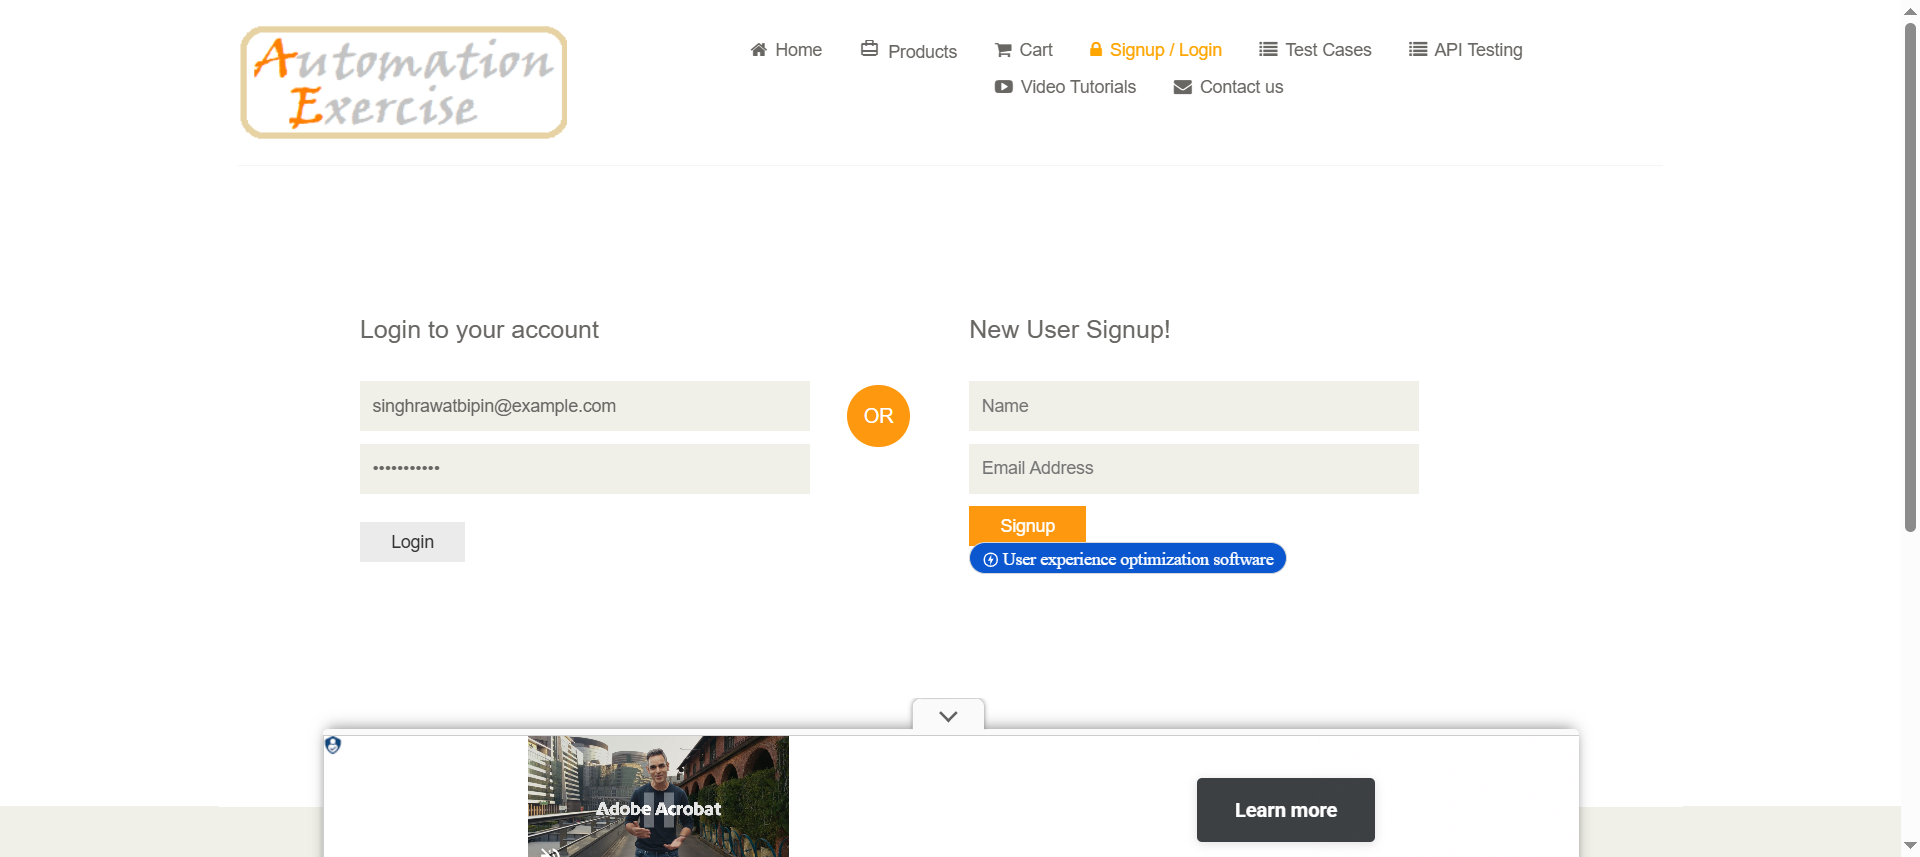 Automation
Exercise
Home
Products
Cart
Signup / Login
Test Cases
API Testing
Video Tutorials
Contact us
Login to your account
New User Signup!
singhrawatbipin@example.com
OR
Name
•••••••••••
Email Address
Login
Signup
User experience optimization software
Adobe Acrobat
Learn more